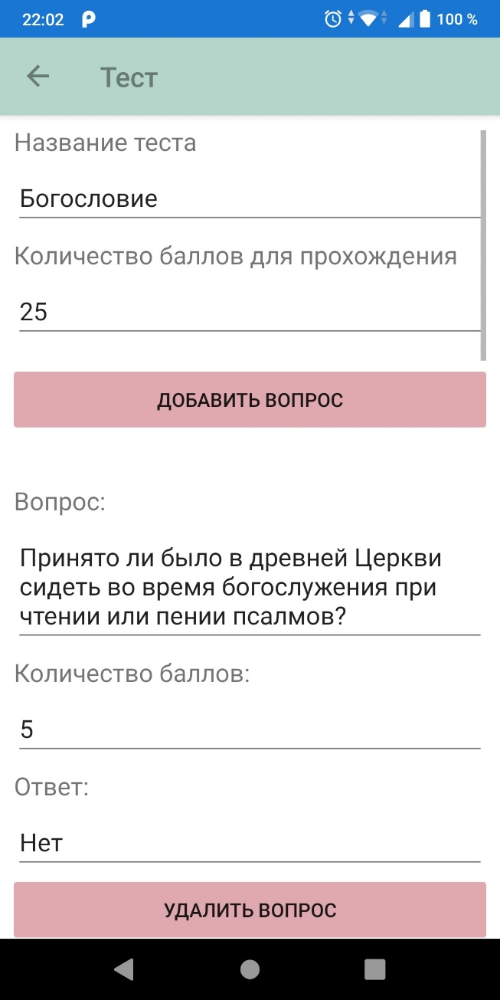 22:02
100 %
Тест
Название теста
Богословие
Количество баллов для прохождения
25
ДОБАВИТЬ ВОПРОС
Вопрос:
Принято ли было в древней Церкви
сидеть во время богослужения при
чтении или пении псалмов?
Количество баллов:
5
Ответ:
Нет
УДАЛИТЬ ВОПРОС